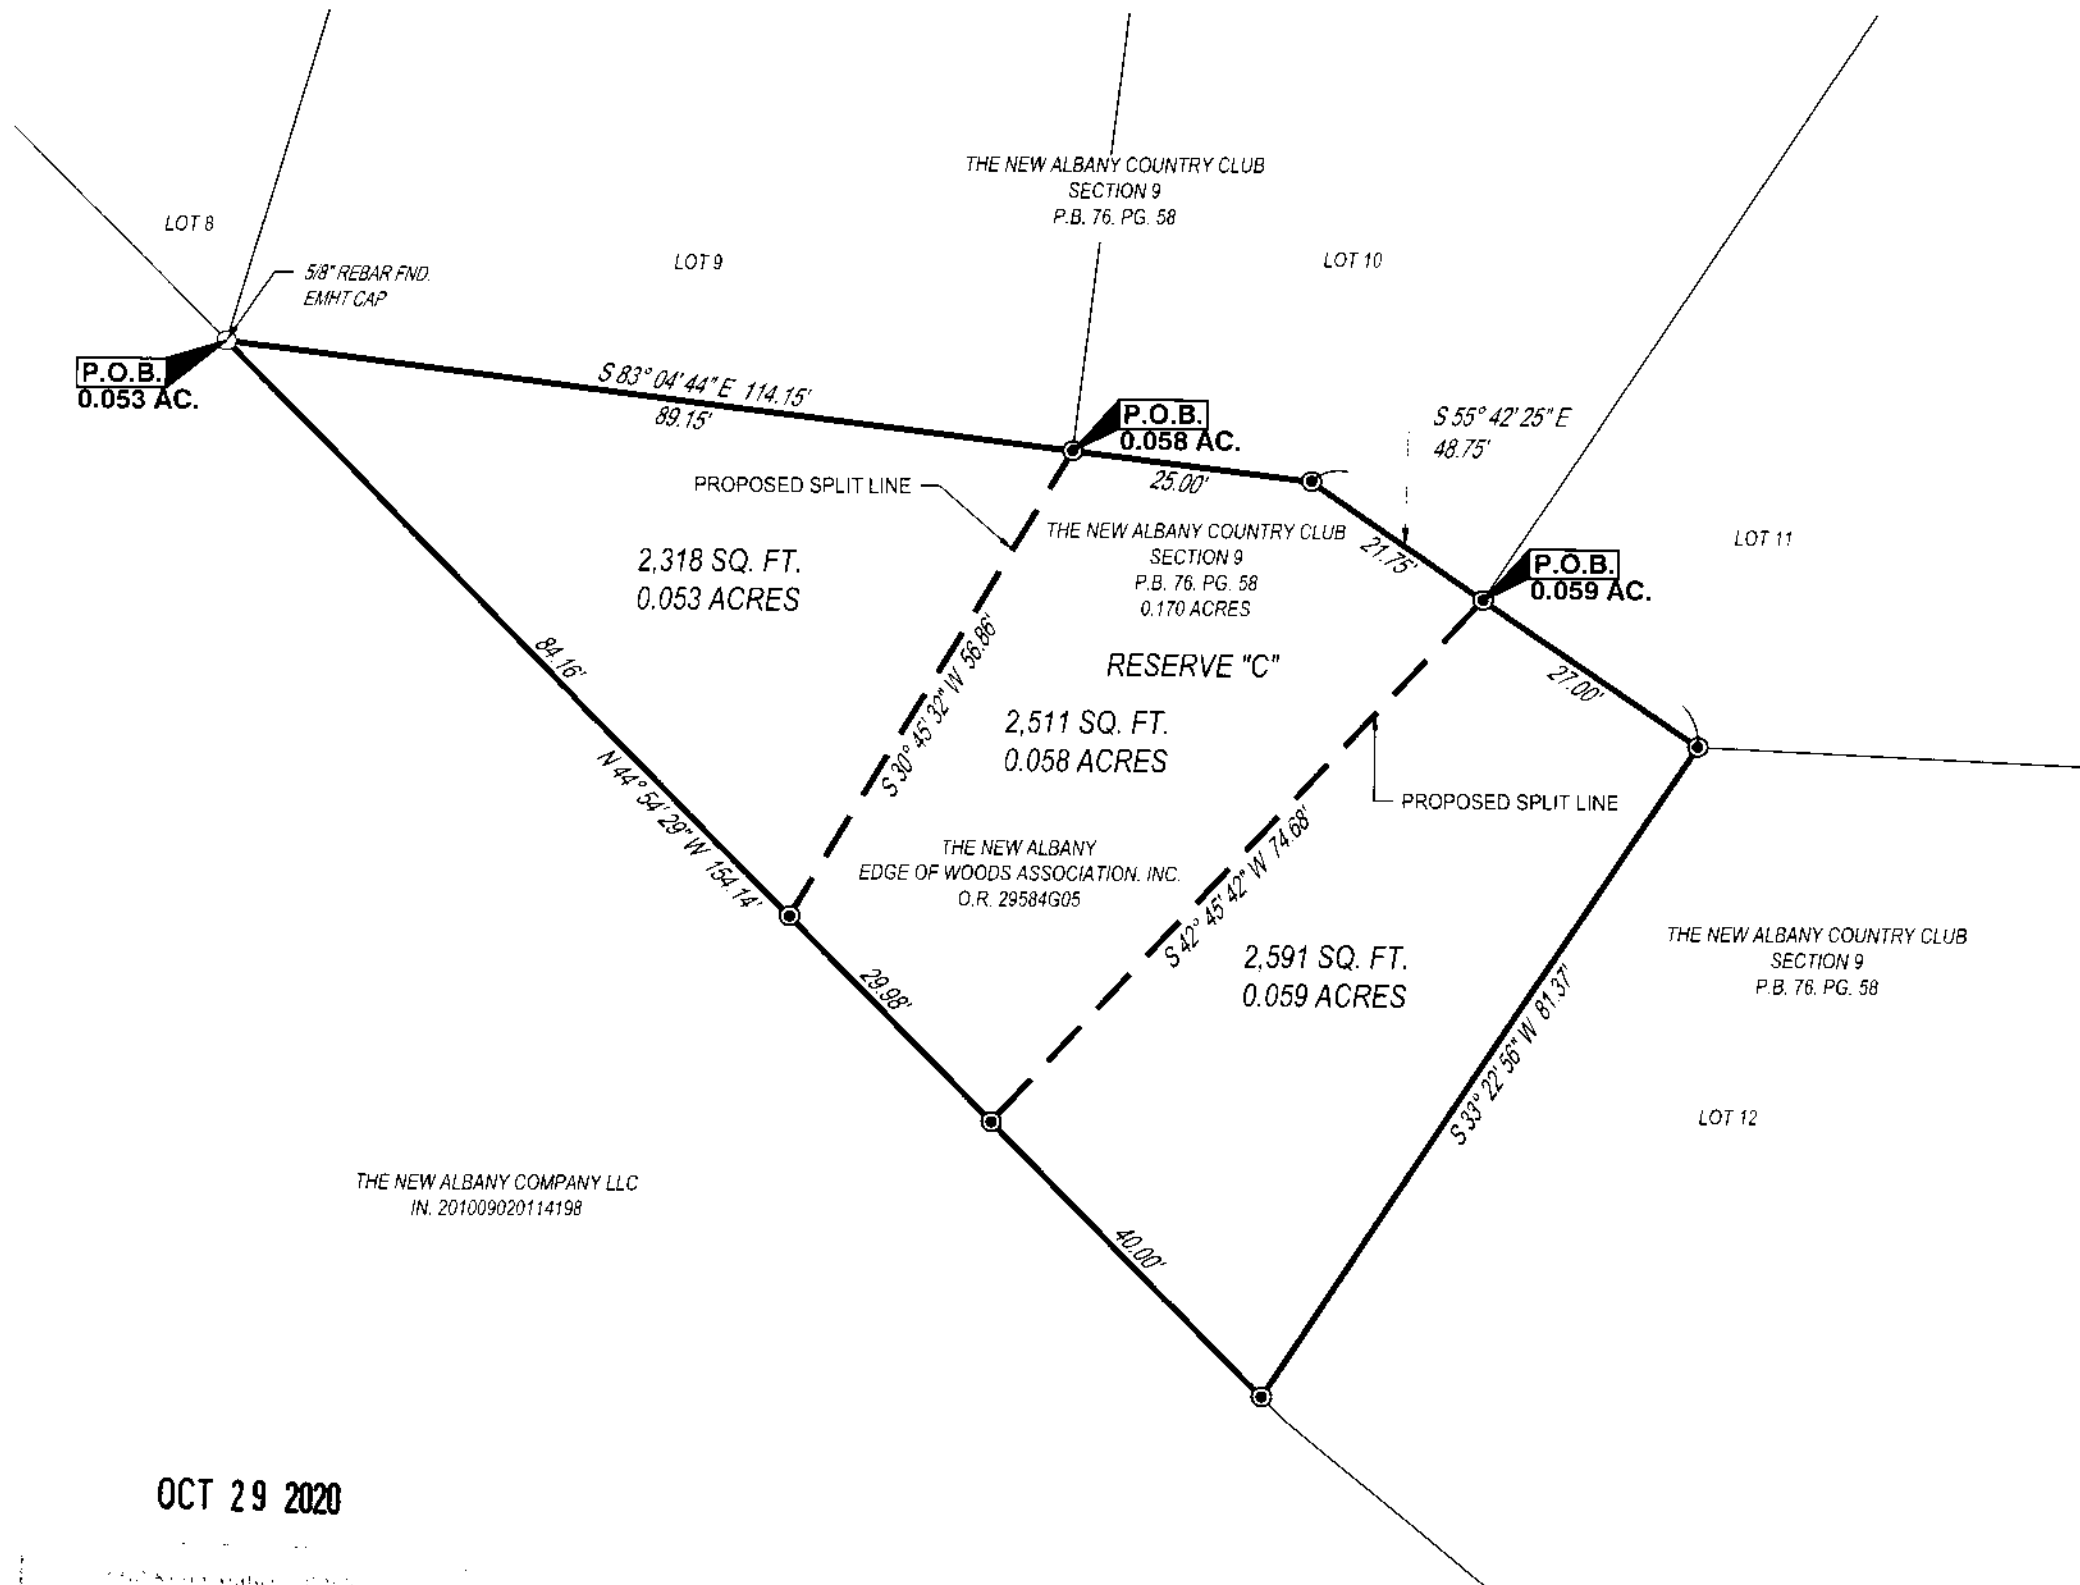 THE NEW ALBANY COUNTRY CLUB
SECTION 9
P.B. 76. PG. 58
LOT 8
LOT 9
LOT 10
5/8" REBAR FND.
EMHT CAP
P.O.B.
0.053 AC.
S 83° 04' 44" E 114.15'
89.15'
P.O.B.
0.058 AC.
S 55° 42' 25" E
48.75'
25.00'
PROPOSED SPLIT LINE
THE NEW ALBANY COUNTRY CLUB
SECTION 9
P.B. 76. PG. 58
0.170 ACRES
21.75'
LOT 11
P.O.B.
0.059 AC.
2,318 SQ. FT.
0.053 ACRES
84.16'
S 30° 45' 32" W 56.86'
RESERVE "C"
27.00'
2,511 SQ. FT.
0.058 ACRES
N 44° 54' 29" W 154.14'
PROPOSED SPLIT LINE
THE NEW ALBANY
EDGE OF WOODS ASSOCIATION. INC.
O.R. 29584G05
S 42° 45' 42" W 74.68'
29.98'
2,591 SQ. FT.
0.059 ACRES
THE NEW ALBANY COUNTRY CLUB
SECTION 9
P.B. 76. PG. 58
S 33° 22' 56" W 81.37'
LOT 12
THE NEW ALBANY COMPANY LLC
IN. 201009020114198
40.00'
OCT 29 2020